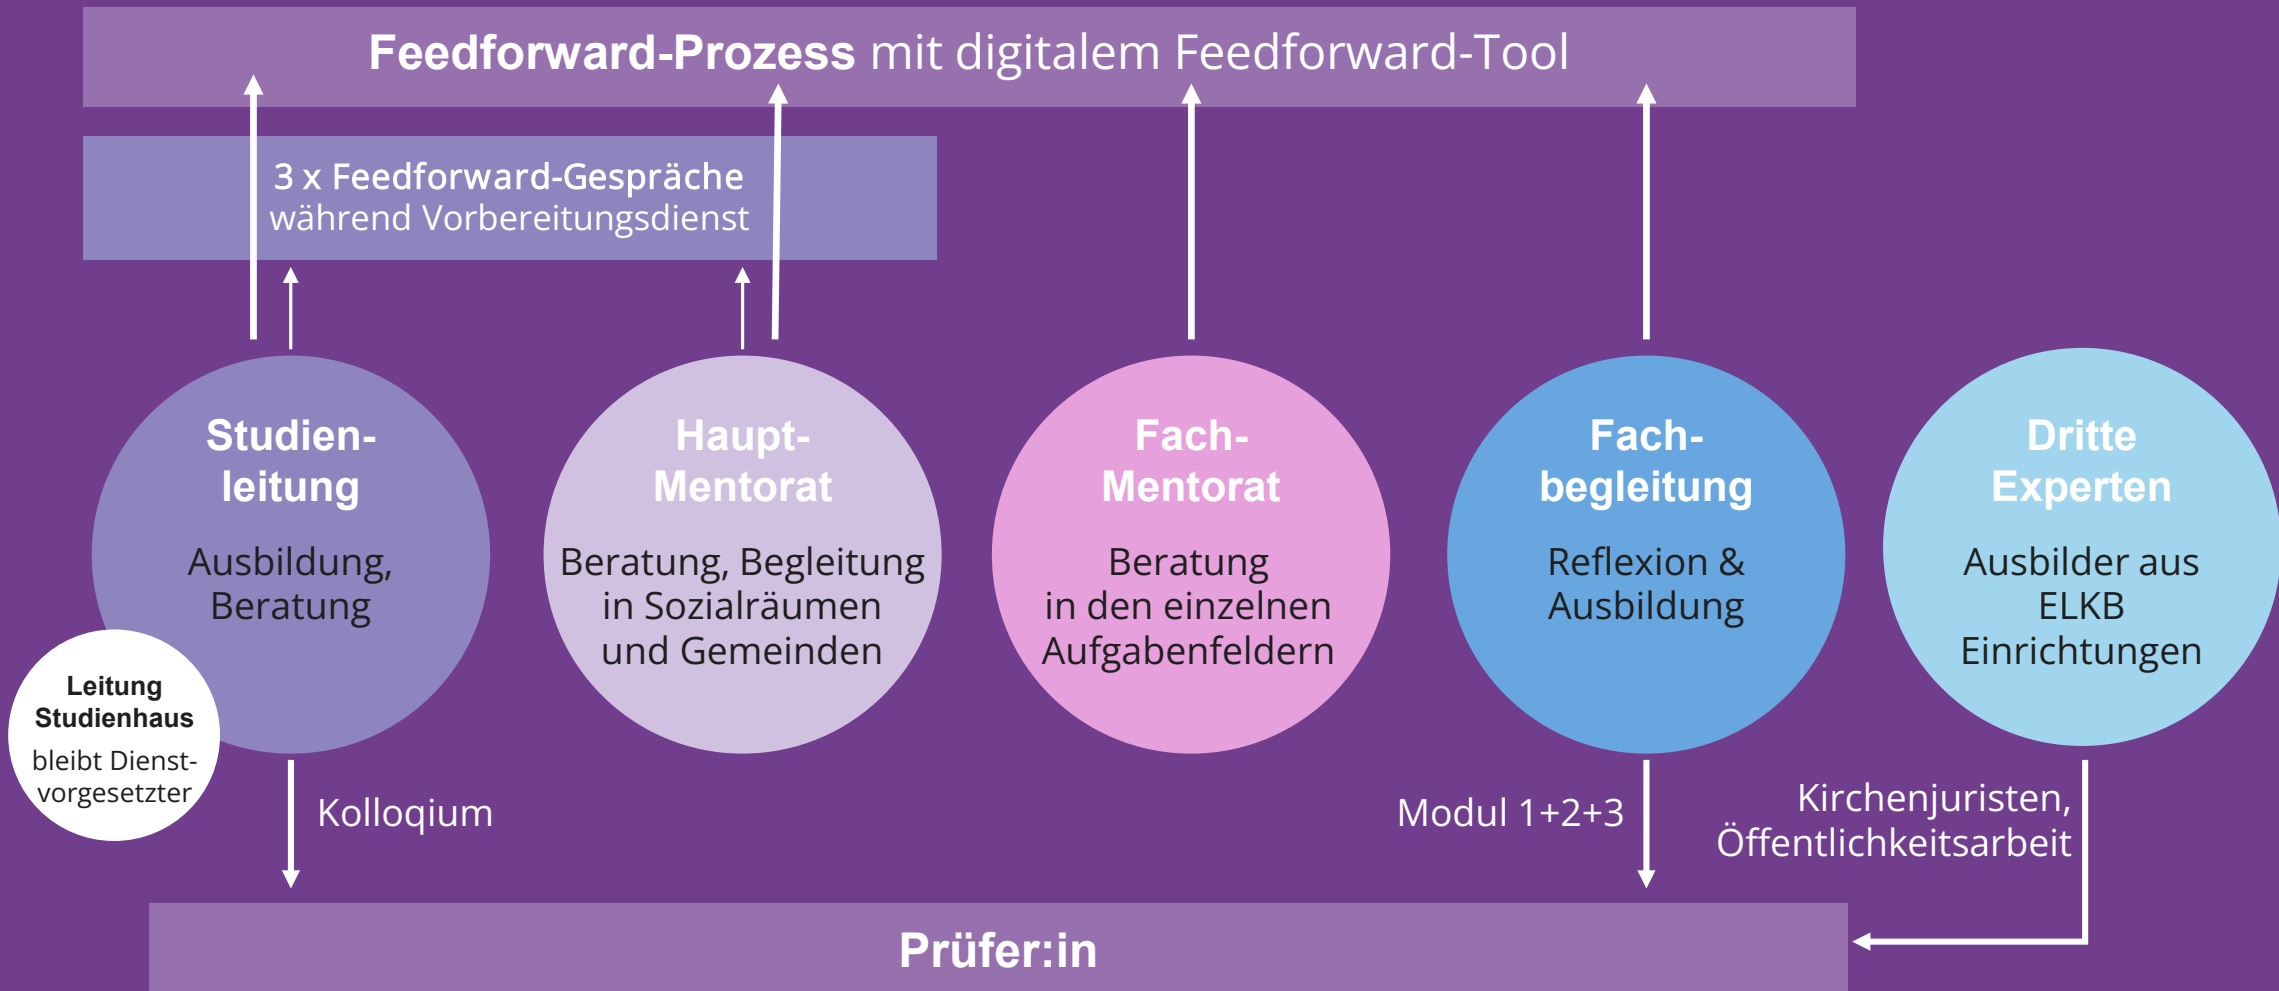 Feedforward-Prozess mit digitalem Feedforward-Tool
3 x Feedforward-Gespräche
während Vorbereitungsdienst
Studien-
leitung
Ausbildung,
Beratung
Leitung
Studienhaus
bleibt Dienst-
vorgesetzter
Haupt-
Mentorat
Beratung, Begleitung
in Sozialräumen
und Gemeinden
Fach-
Mentorat
Beratung
in den einzelnen
Aufgabenfeldern
Fach-
begleitung
Reflexion &
Ausbildung
Dritte
Experten
Ausbilder aus
ELKB
Einrichtungen
Kolloqium
Modul 1+2+3
Kirchenjuristen,
Öffentlichkeitsarbeit
Prüfer:in